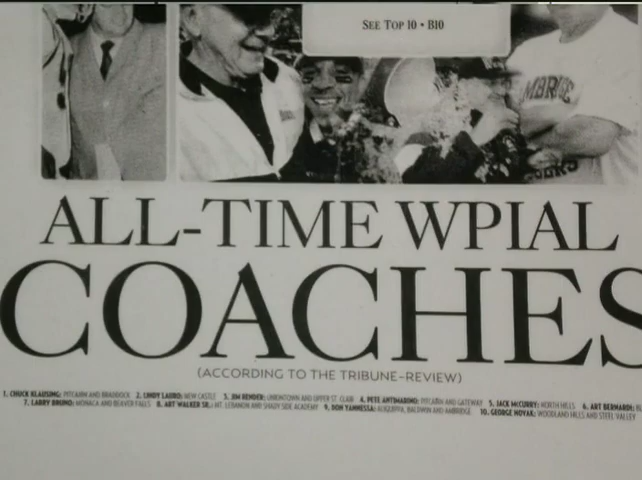 SEE TOP 10 • B10
ALL-TIME WPIAL
COACHES
(ACCORDING TO THE TRIBUNE-REVIEW)
1. CHUCK KLAUSING: PITCAIRN AND BRADDOCK 2. LINDY LAURO: NEW CASTLE 3. JIM RENDER: UNIONTOWN AND UPPER ST. CLAIR 4. PETE ANTIMARINO: PITCAIRN AND GATEWAY 5. JACK MCCURRY: NORTH HILLS 6. ART BERNARDI:
7. LARRY BRUNO: MONACA AND BEAVER FALLS 8. ART WALKER SR.: MT. LEBANON AND SHADY SIDE ACADEMY 9. DON YANNESSA: ALIQUIPPA, BALDWIN AND AMBRIDGE 10. GEORGE NOVAK: WOODLAND HILLS AND STEEL VALLEY